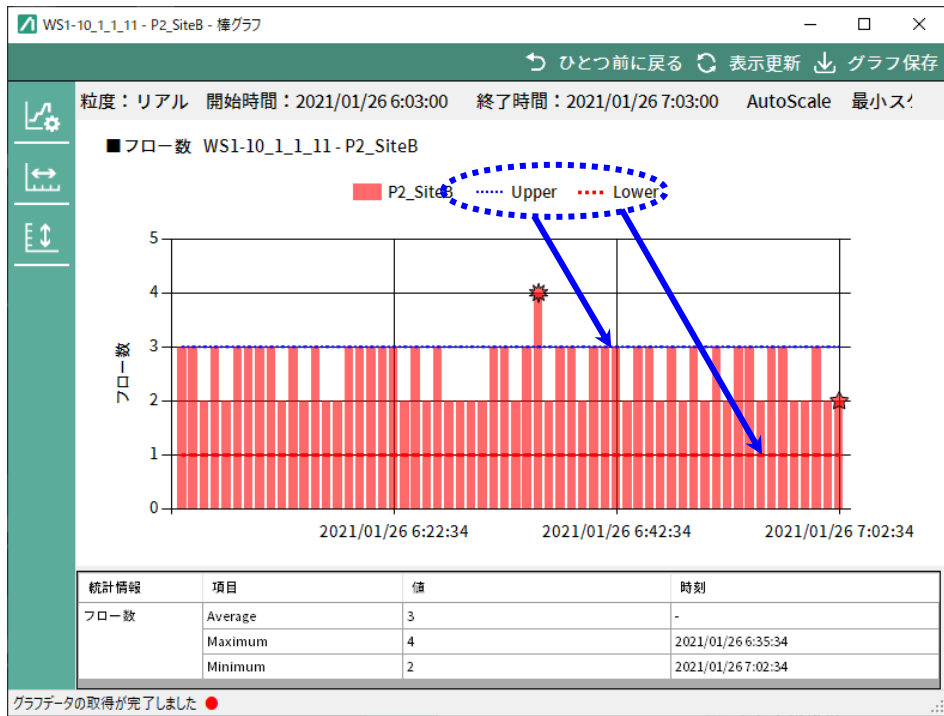 WS1-10_1_1_11 - P2_SiteB - 棒グラフ
ひとつ前に戻る 表示更新 グラフ保存
粒度：リアル 開始時間：2021/01/26 6:03:00 終了時間：2021/01/26 7:03:00 AutoScale 最小ス
■フロー数 WS1-10_1_1_11 - P2_SiteB
P2_SiteB Upper Lower
5
4
3
2
1
0
フロー数
2021/01/26 6:22:34 2021/01/26 6:42:34 2021/01/26 7:02:34
統計情報 項目 値 時刻
フロー数 Average 3 -
Maximum 4 2021/01/26 6:35:34
Minimum 2 2021/01/26 7:02:34
グラフデータの取得が完了しました